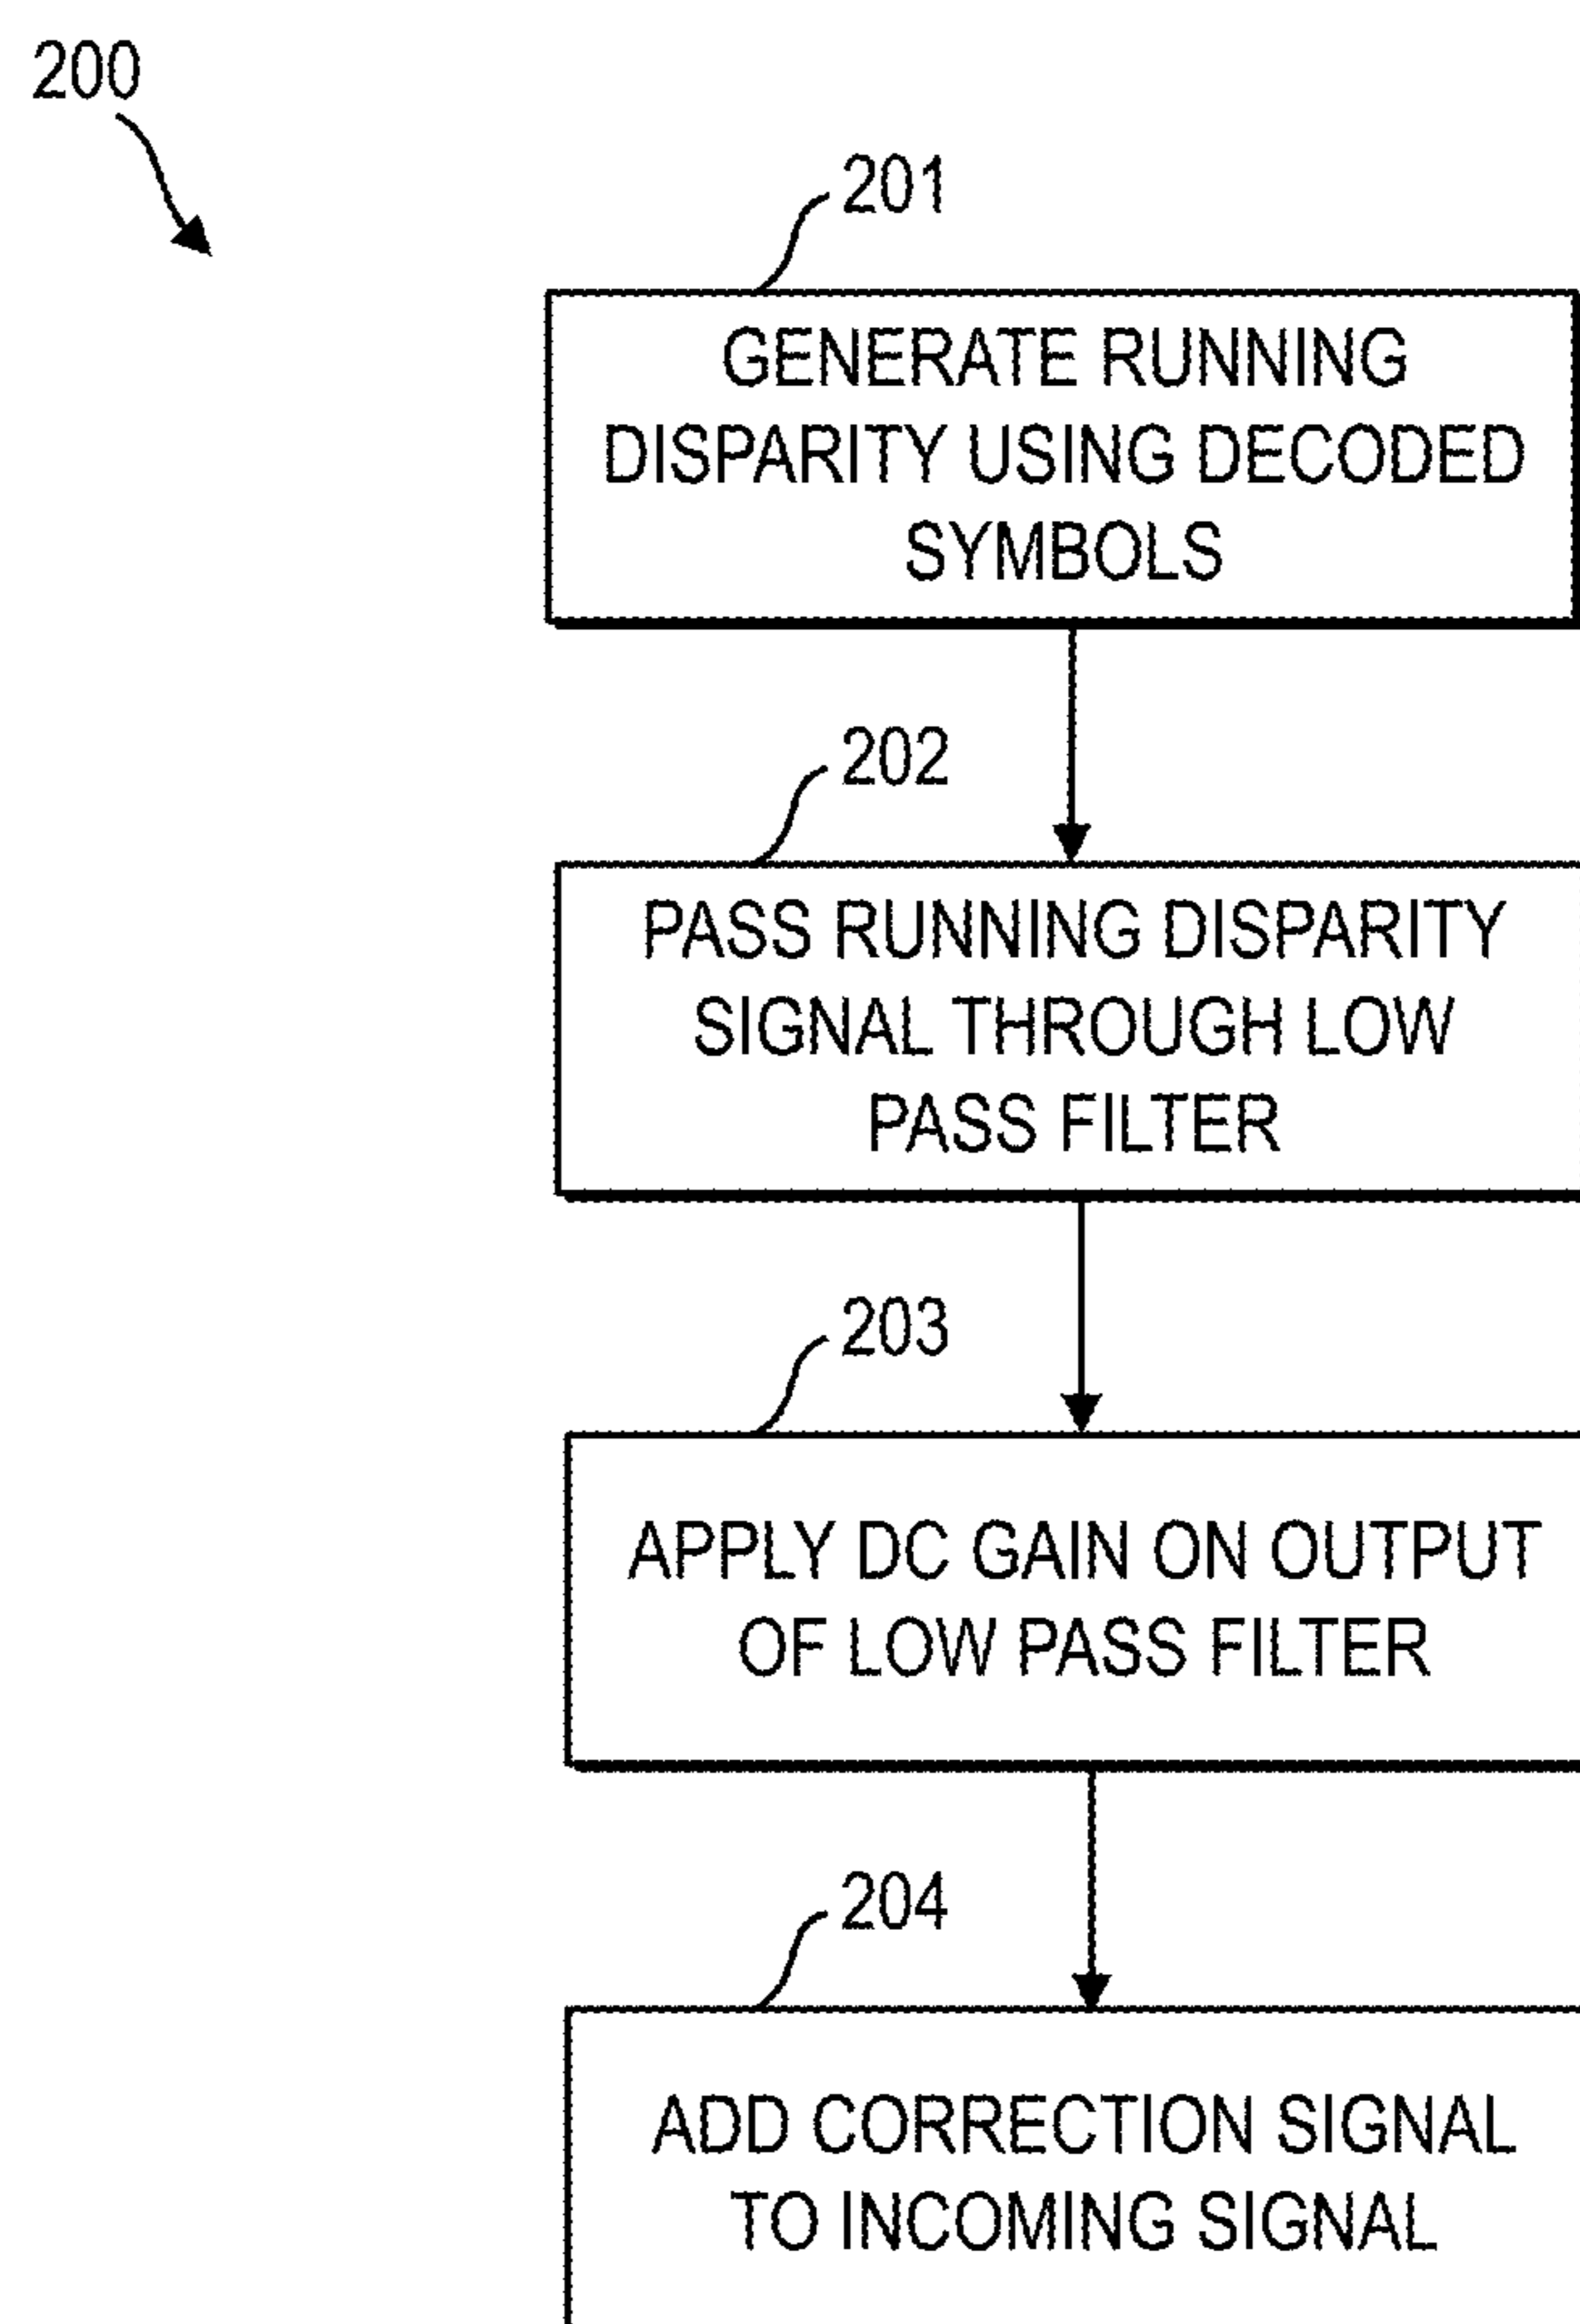 200
201
GENERATE RUNNING
DISPARITY USING DECODED
SYMBOLS
202
PASS RUNNING DISPARITY
SIGNAL THROUGH LOW
PASS FILTER
203
APPLY DC GAIN ON OUTPUT
OF LOW PASS FILTER
204
ADD CORRECTION SIGNAL
TO INCOMING SIGNAL